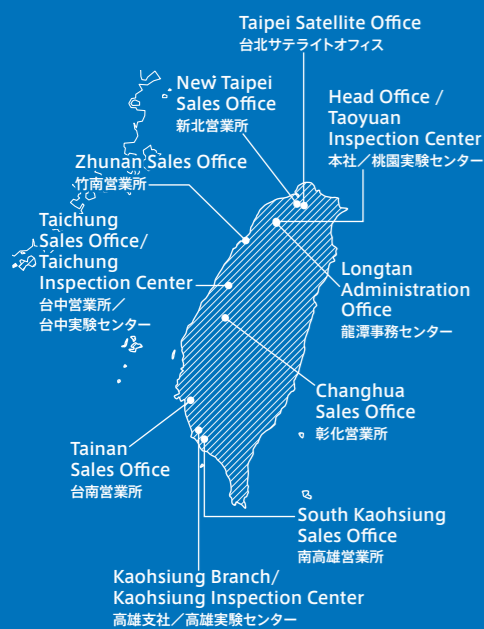 Taipei Satellite Office
台北サテライトオフィス
New Taipei
Sales Office
新北営業所
Head Office /
Taoyuan
Inspection Center
本社／桃園実験センター
Zhunan Sales Office
竹南営業所
Taichung
Sales Office/
Taichung
Inspection Center
台中営業所／
台中実験センター
Longtan
Administration
Office
龍潭事務センター
Changhua
Sales Office
彰化営業所
Tainan
Sales Office
台南営業所
South Kaohsiung
Sales Office
南高雄営業所
Kaohsiung Branch/
Kaohsiung Inspection Center
高雄支社／高雄実験センター